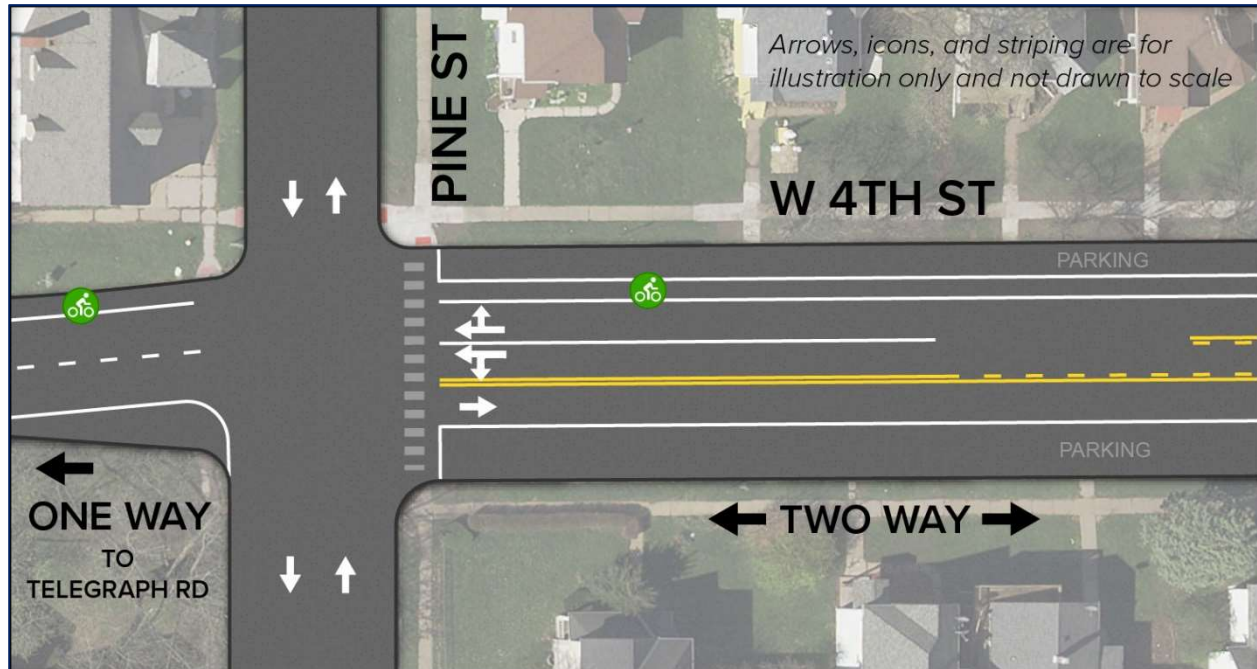 PINE ST
Arrows, icons, and striping are for
illustration only and not drawn to scale
W 4TH ST
PARKING
PARKING
ONE WAY
TO
TELEGRAPH RD
TWO WAY